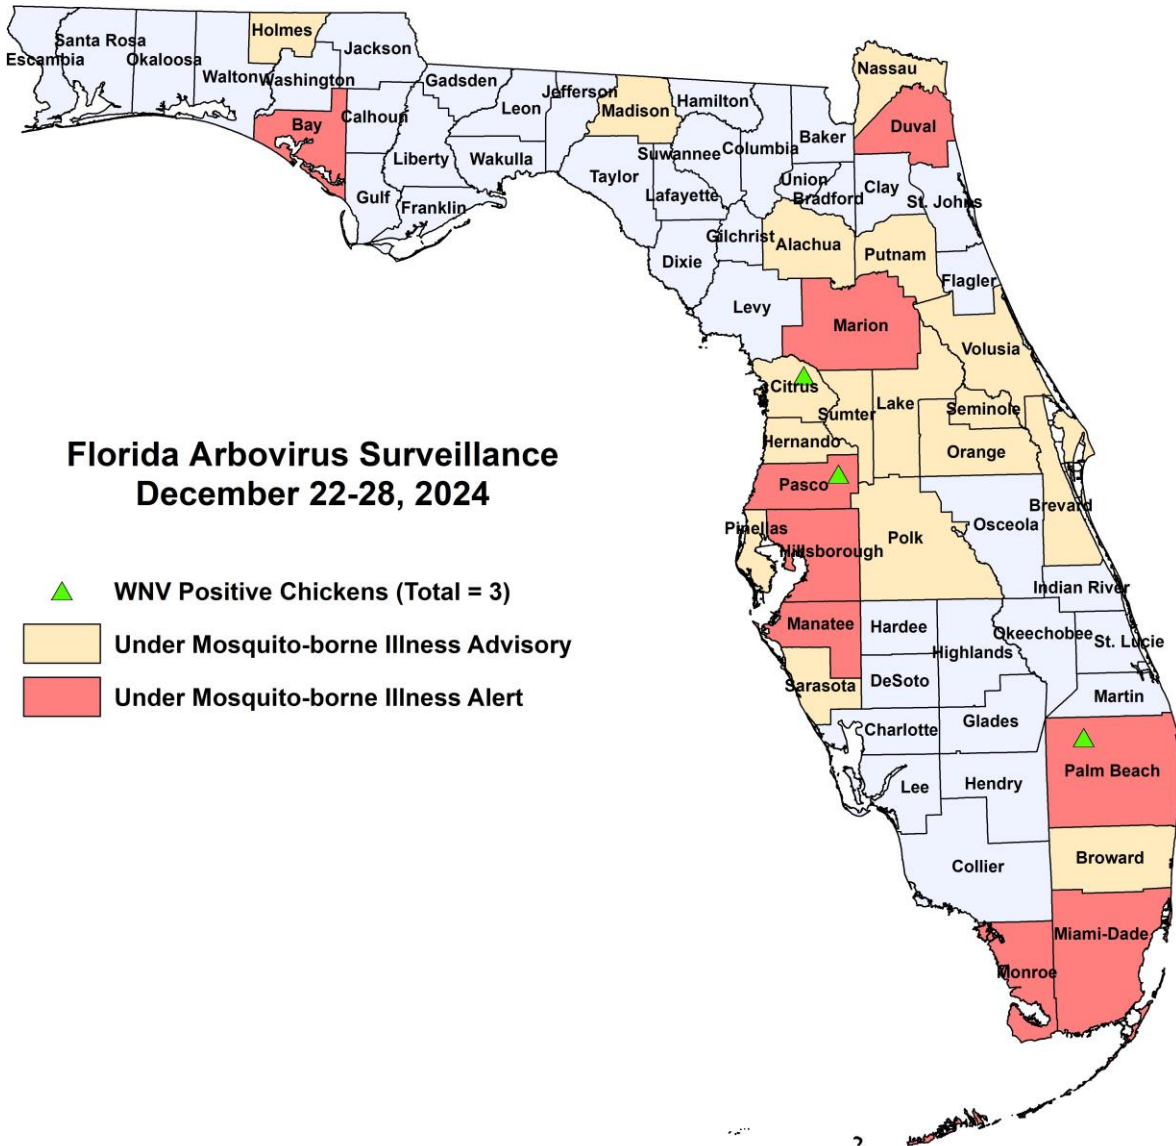 Holmes
Santa Rosa
Jackson
Escambia
Okaloosa
Walton
Washington
Gadsden
Nassau
Jefferson
Leon
Madison
Hamilton
Bay
Calhoun
Duval
Baker
Columbia
Liberty
Wakulla
Suwannee
Taylor
Union
Clay
Lafayette
Bradford
Gulf
Franklin
St. Johns
Gilchrist
Alachua
Putnam
Dixie
Flagler
Levy
Marion
Volusia
Citrus
Sumter
Lake
Seminole
Hernando
Orange
Florida Arbovirus Surveillance
December 22-28, 2024
Pasco
Brevard
Pinellas
Osceola
Polk
Hillsborough
WNV Positive Chickens (Total = 3)
Indian River
Manatee
Hardee
Okeechobee
St. Lucie
Under Mosquito-borne Illness Advisory
Highlands
Sarasota
DeSoto
Under Mosquito-borne Illness Alert
Martin
Charlotte
Glades
Palm Beach
Lee
Hendry
Broward
Collier
Miami-Dade
Monroe
2